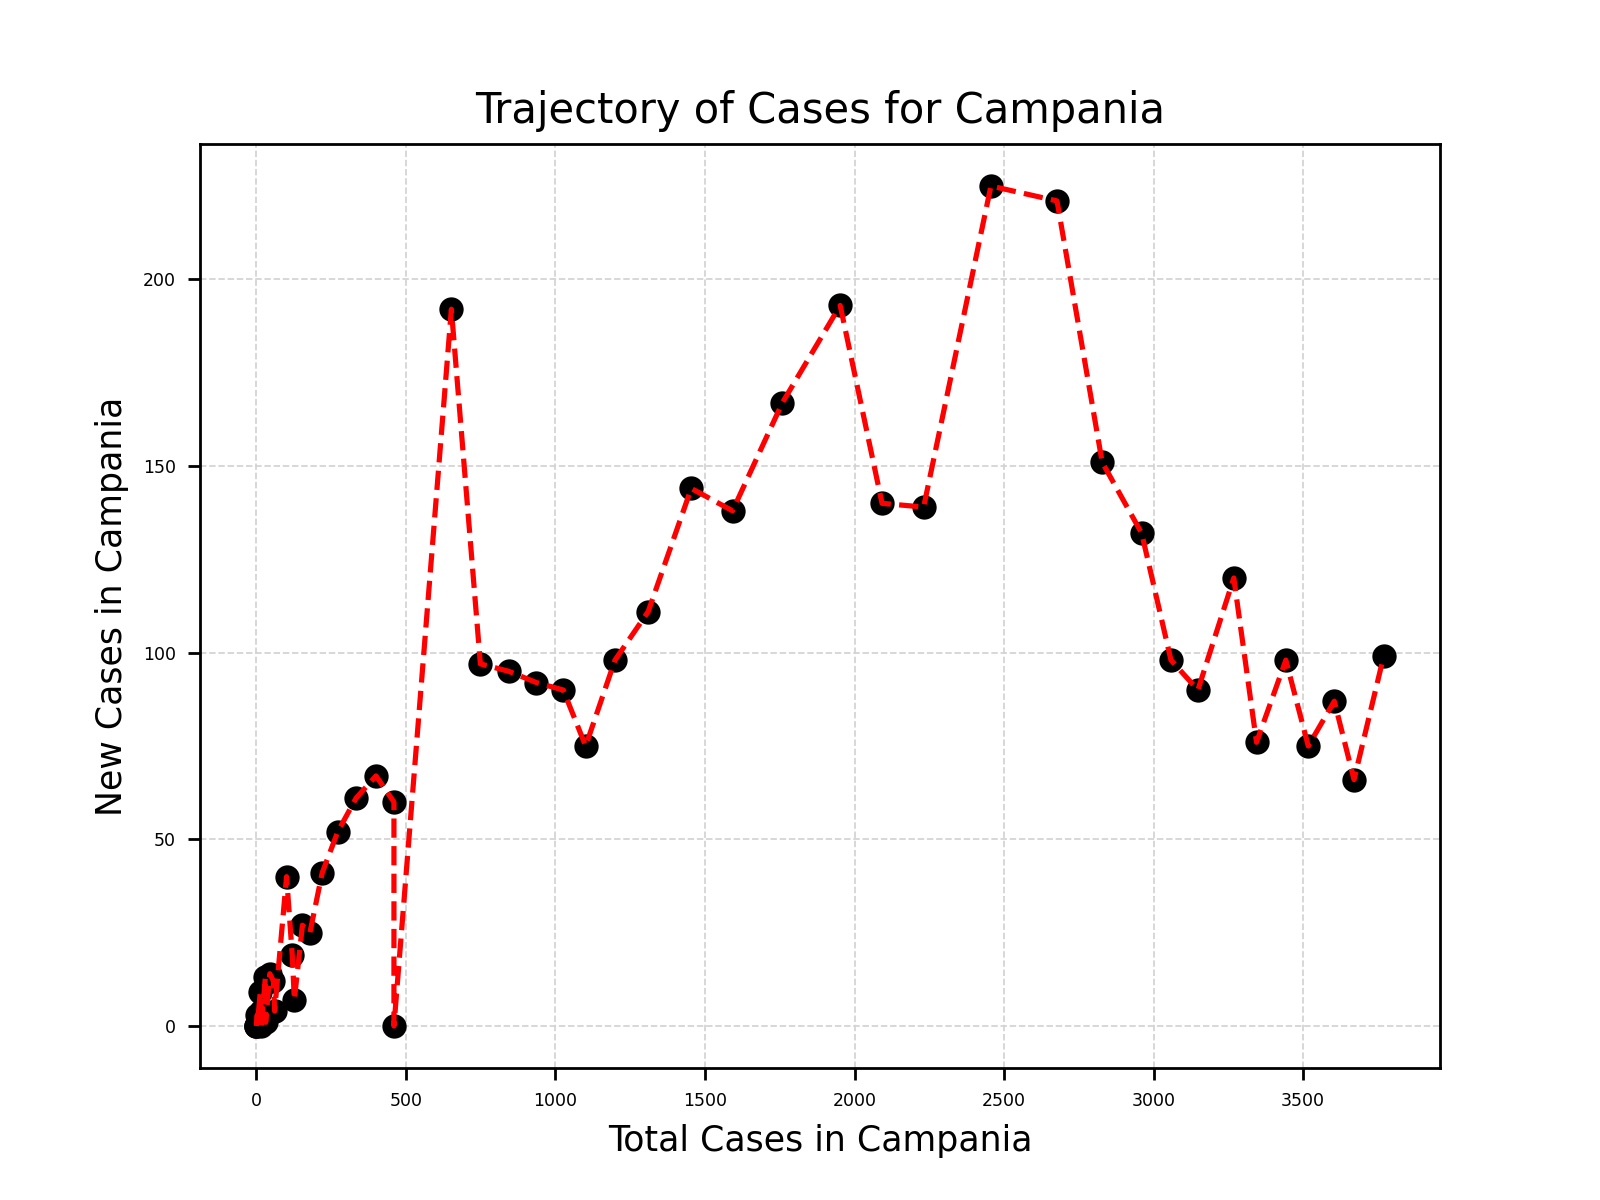 Trajectory of Cases for Campania
New Cases in Campania
200
150
100
50
0
0 500 1000 1500 2000 2500 3000 3500
Total Cases in Campania